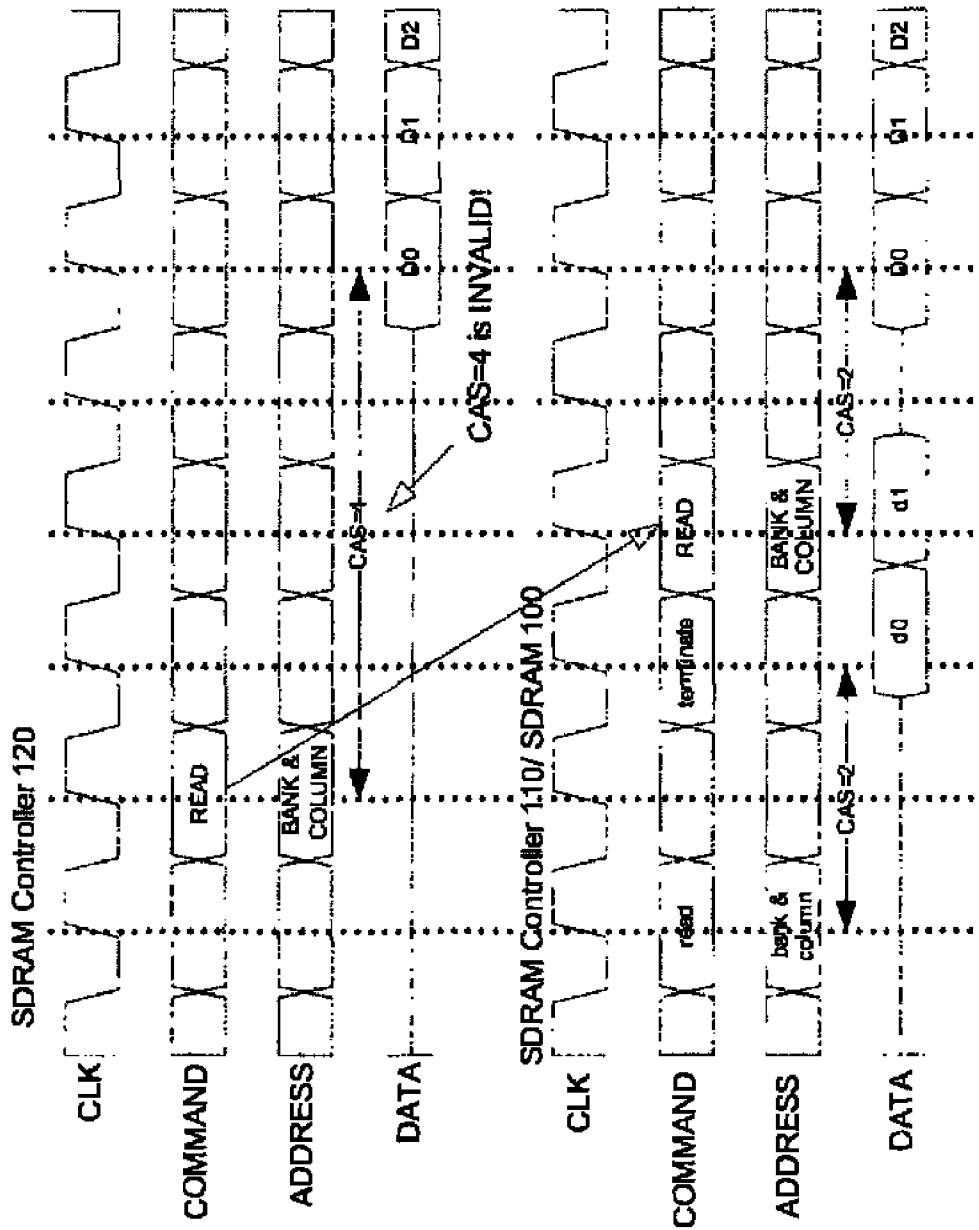 SDRAM Controller 120
CLK
COMMAND
READ
ADDRESS
BANK &
COLUMN
CAS=4
DATA
D0
D1
D2
CAS=4 is INVALID!
SDRAM Controller 110/ SDRAM 100
CLK
COMMAND
read
terminate
READ
ADDRESS
bank &
column
BANK &
COLUMN
CAS=2
CAS=2
DATA
d0
d1
D0
D1
D2